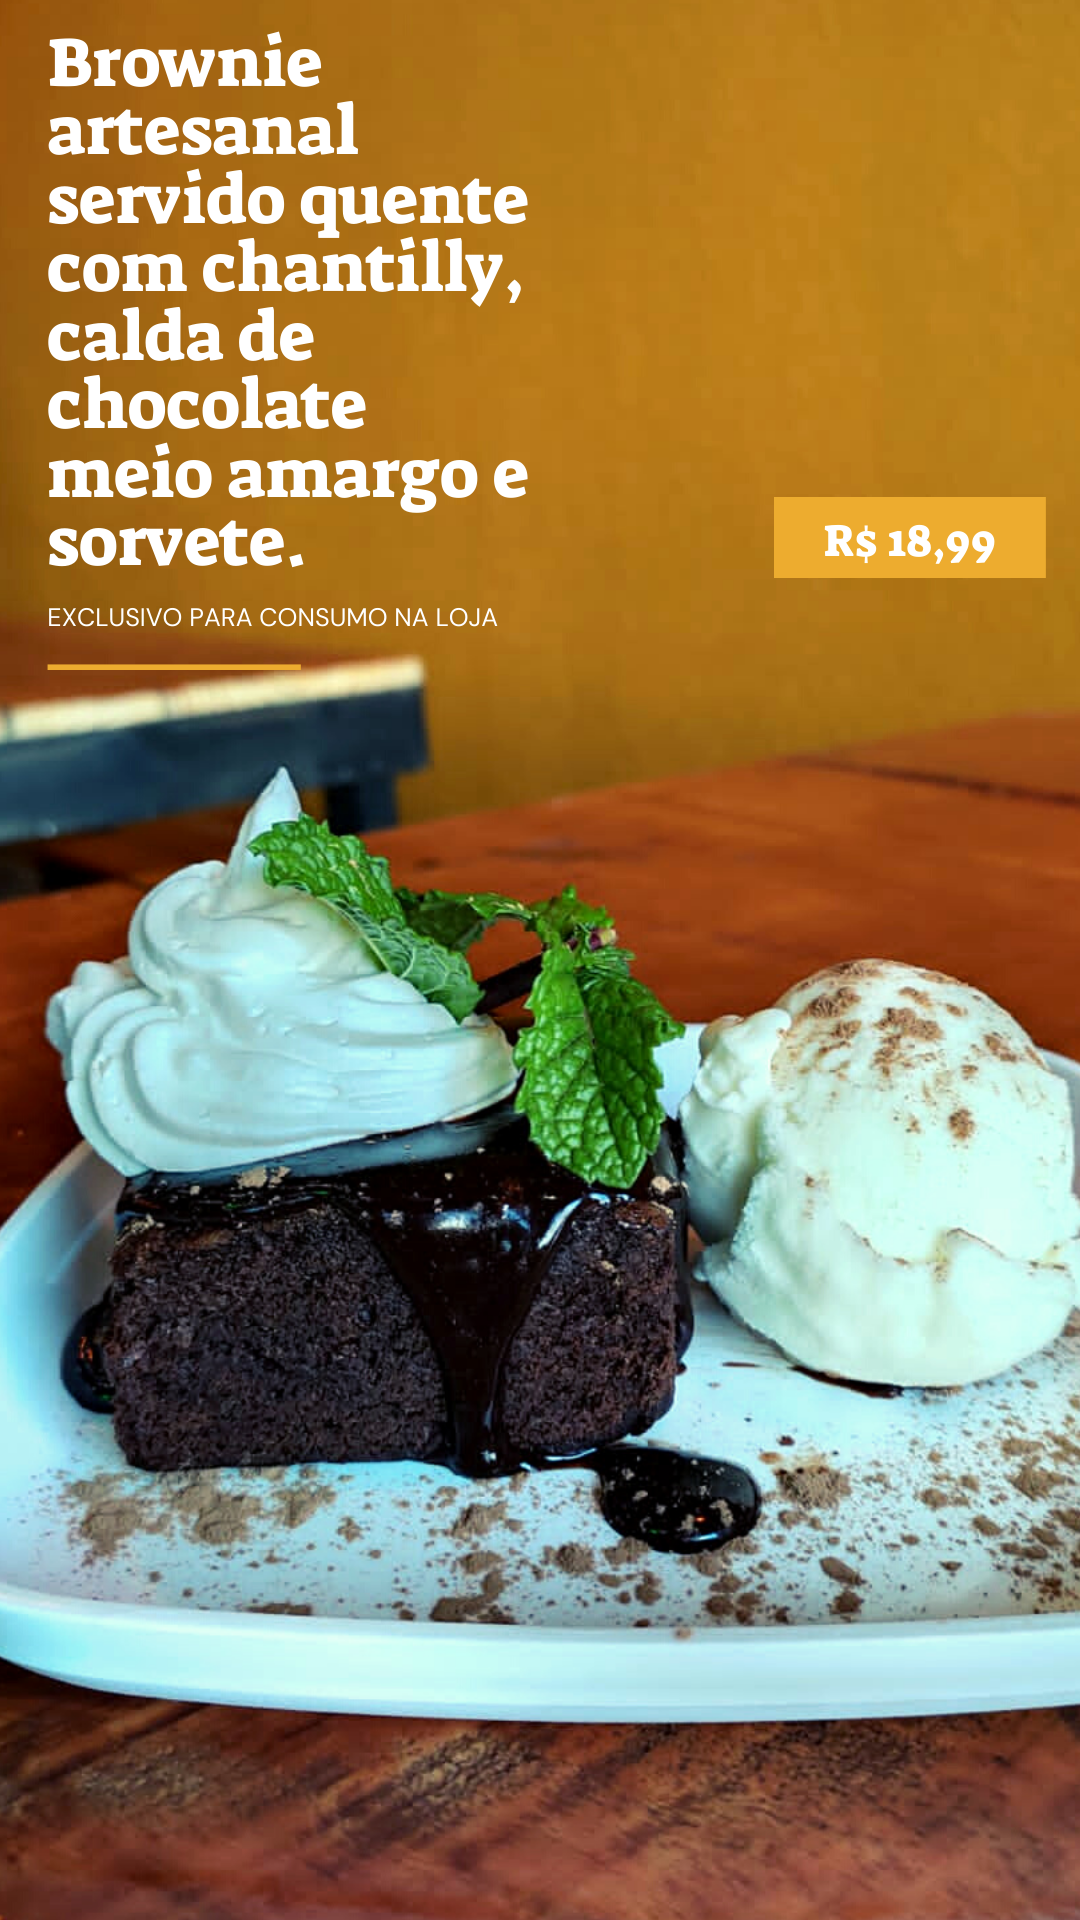 Brownie
artesanal
servido quente
com chantilly,
calda de
chocolate
meio amargo e
sorvete.
R$ 18,99
EXCLUSIVO PARA CONSUMO NA LOJA